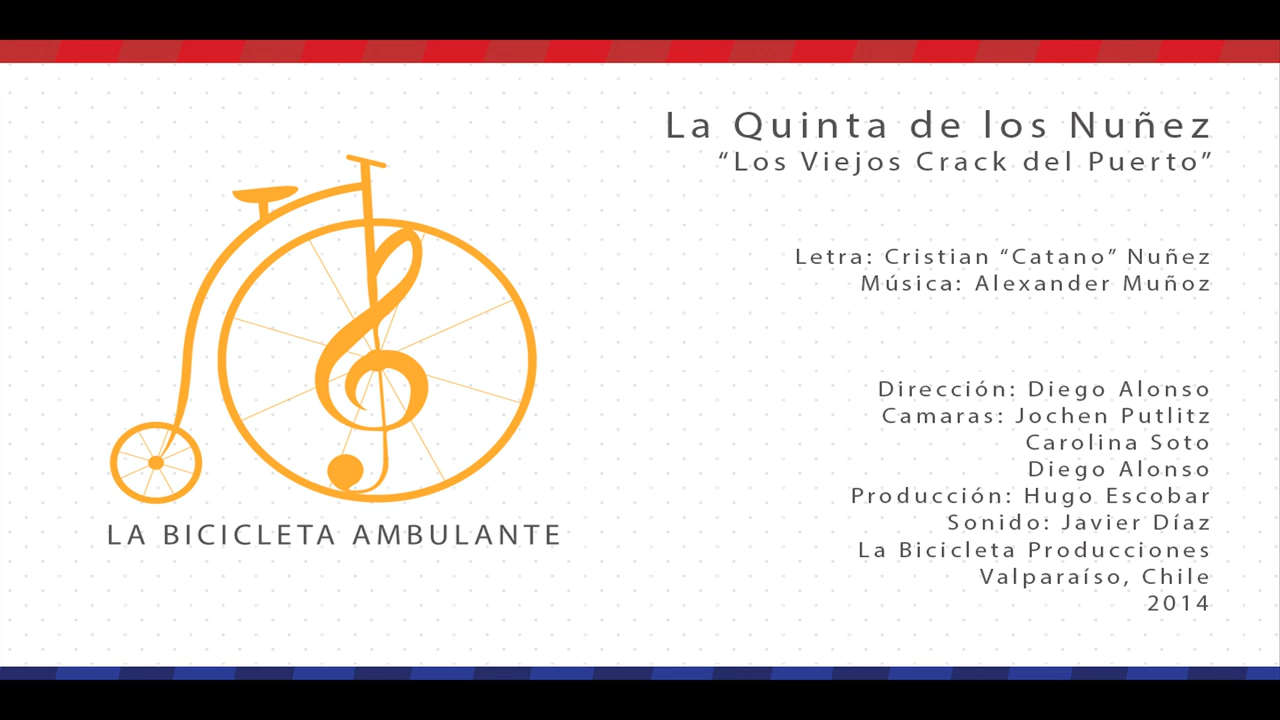 La Quinta de los Nuñez
“Los Viejos Crack del Puerto”
Letra: Cristian “Catano” Nuñez
Música: Alexander Muñoz
Dirección: Diego Alonso
Camaras: Jochen Putlitz
Carolina Soto
Diego Alonso
Producción: Hugo Escobar
Sonido: Javier Díaz
La Bicicleta Producciones
Valparaíso, Chile
2014
LA BICICLETA AMBULANTE